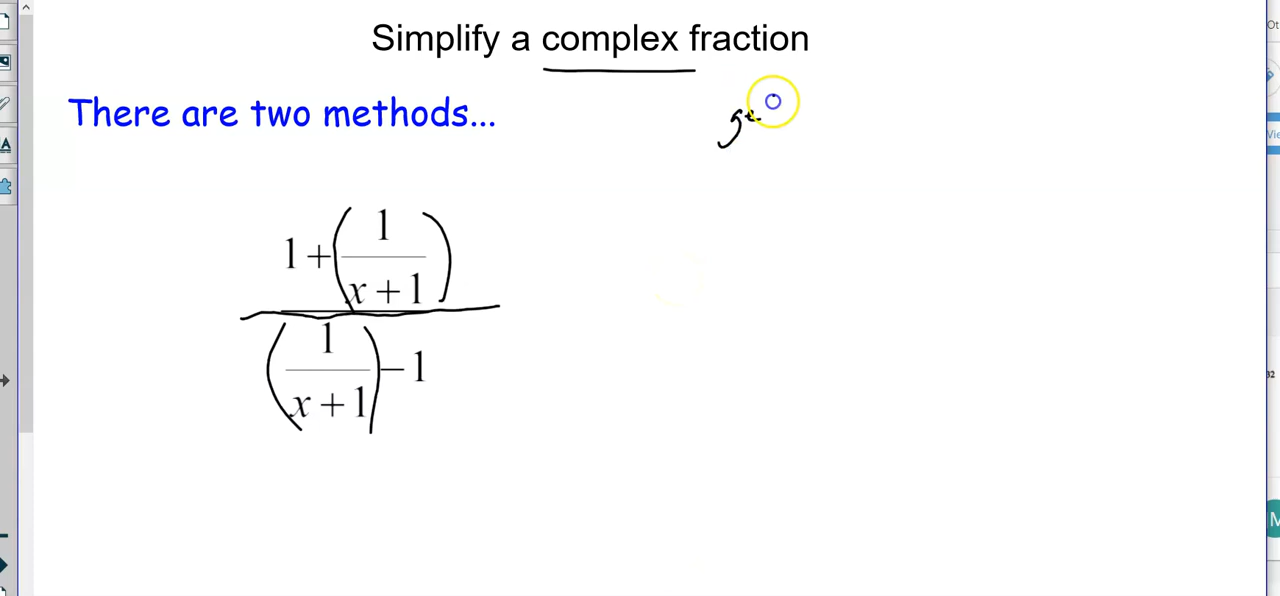 Simplify a complex fraction
There are two methods...
1 + ( 1 / x + 1 )
( 1 / x + 1 ) − 1